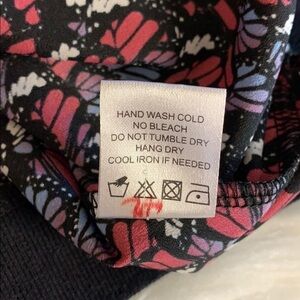 HAND WASH COLD
NO BLEACH
DO NOT TUMBLE DRY
HANG DRY
COOL IRON IF NEEDED